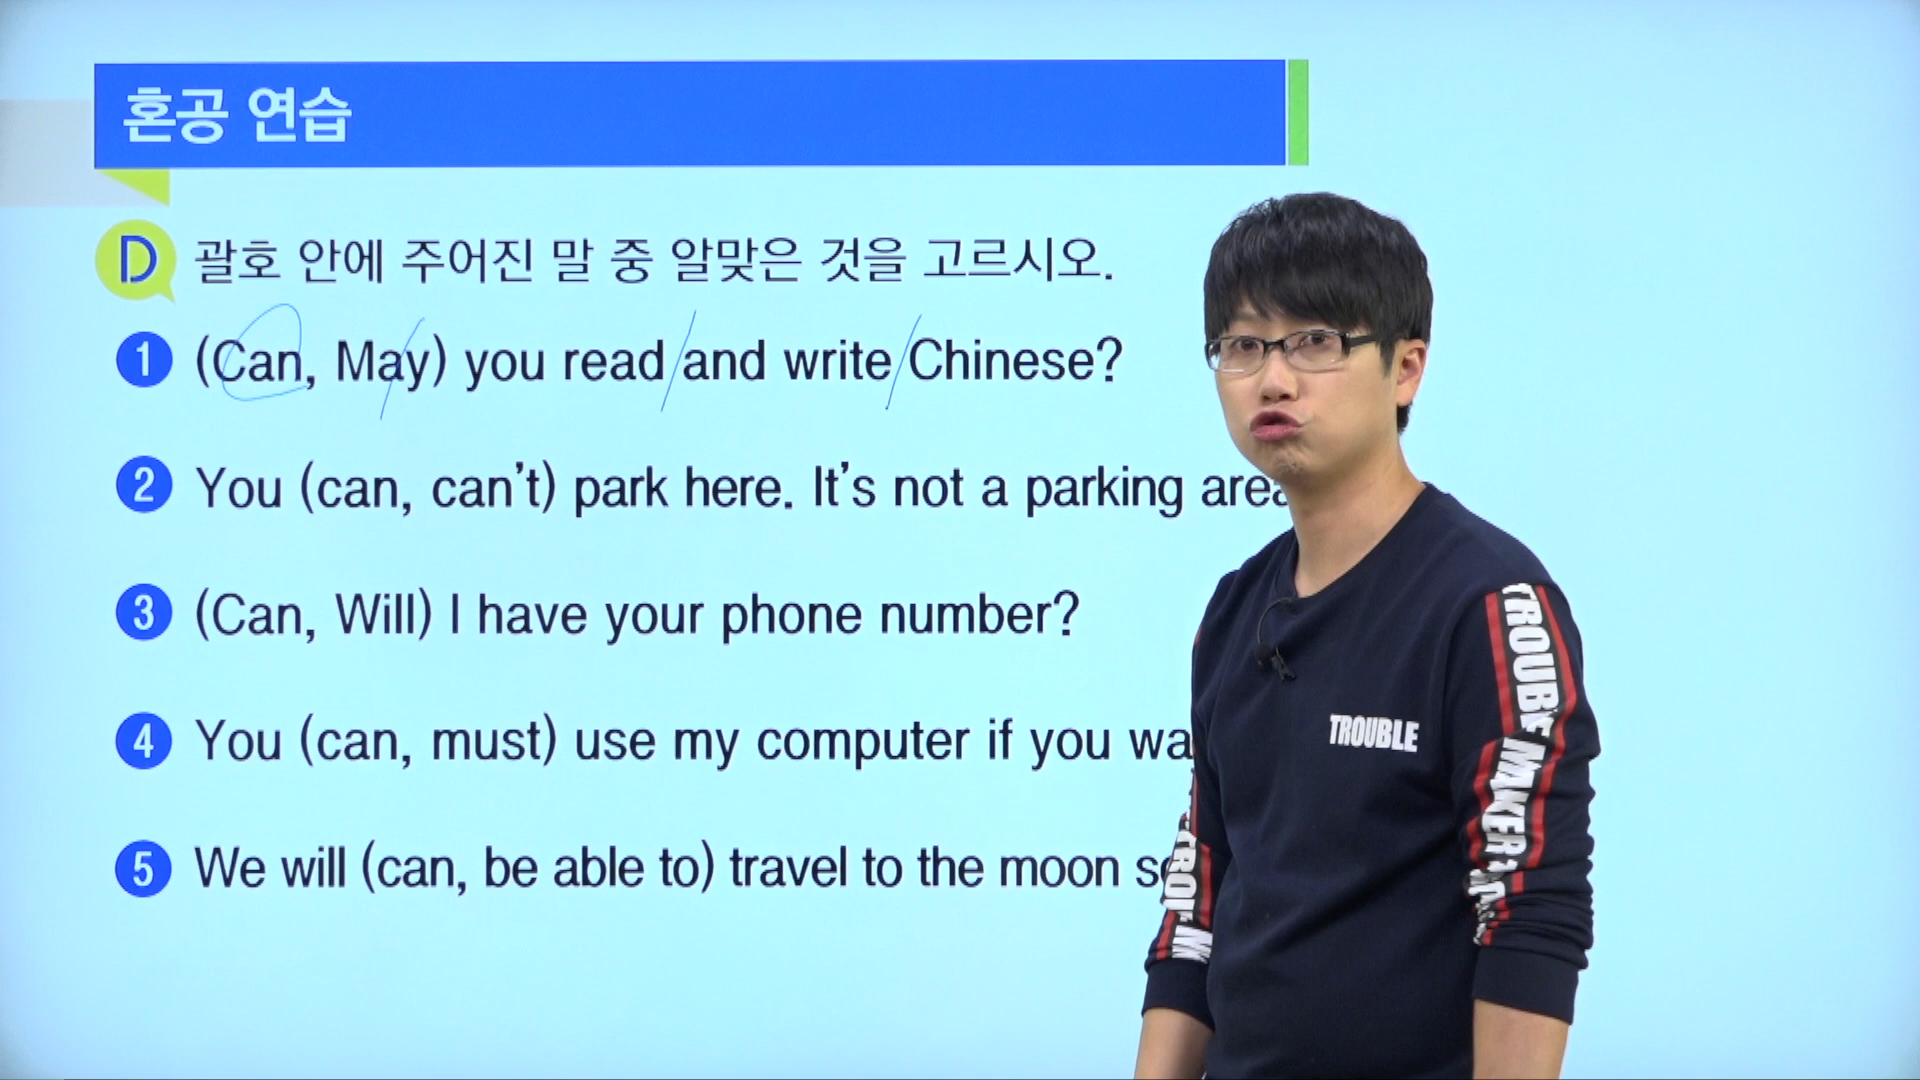 혼공 연습
D 괄호 안에 주어진 말 중 알맞은 것을 고르시오.
1 (Can, May) you read and write Chinese?
2 You (can, can't) park here. It's not a parking area
3 (Can, Will) I have your phone number?
4 You (can, must) use my computer if you
5 We will (can, be able to) travel to the moon
TROUBLE
TROUBLE MAKER